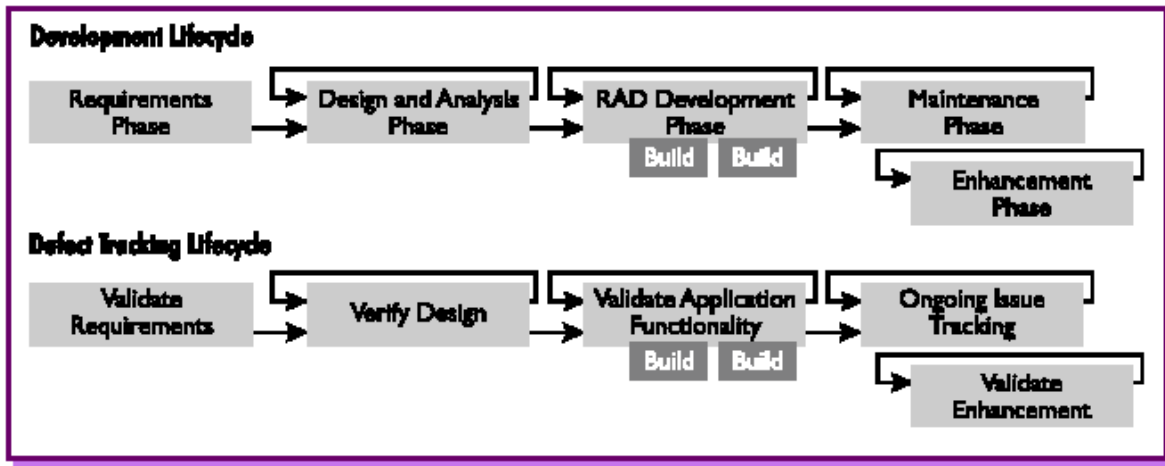 Development Lifecycle
Requirements
Phase
Design and Analysis
Phase
RAD Development
Phase
Build
Build
Maintenance
Phase
Enhancement
Phase
Defect Tracking Lifecycle
Validate
Requirements
Verify Design
Validate Application
Functionality
Build
Build
Ongoing Issue
Tracking
Validate
Enhancement